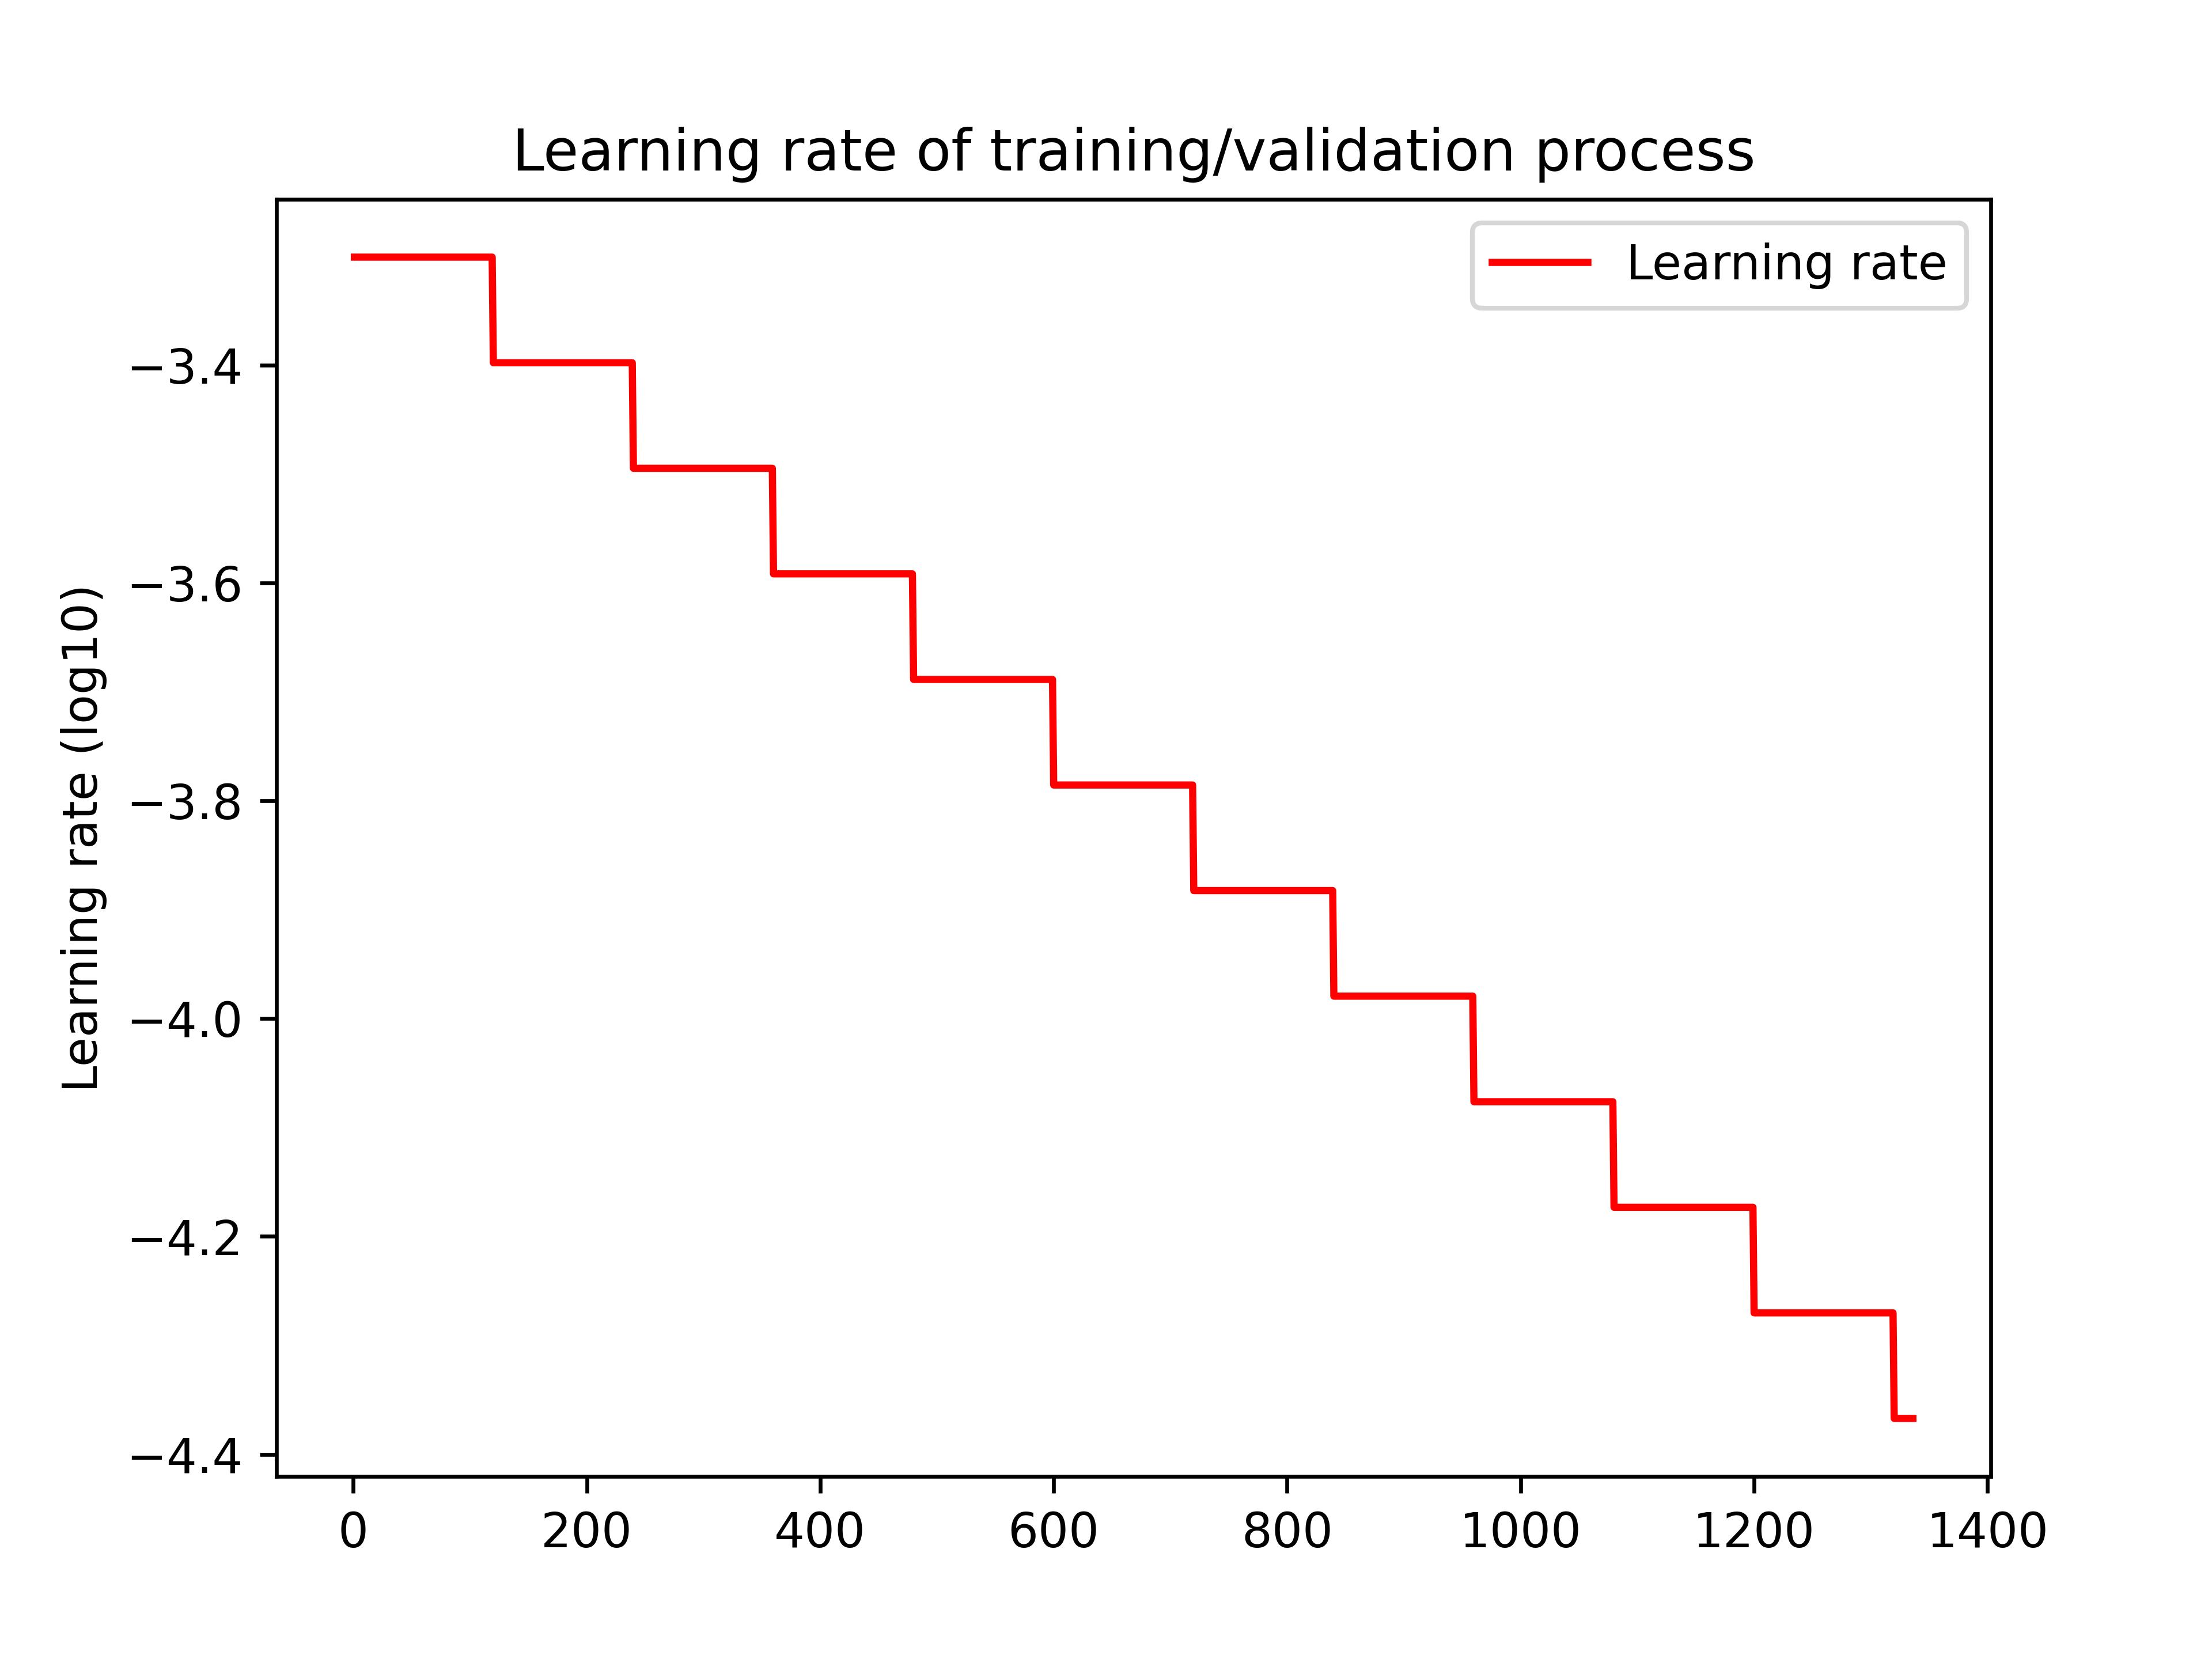 Learning rate of training/validation process
Learning rate
−3.4
−3.6
−3.8
−4.0
−4.2
−4.4
Learning rate (log10)
0 200 400 600 800 1000 1200 1400